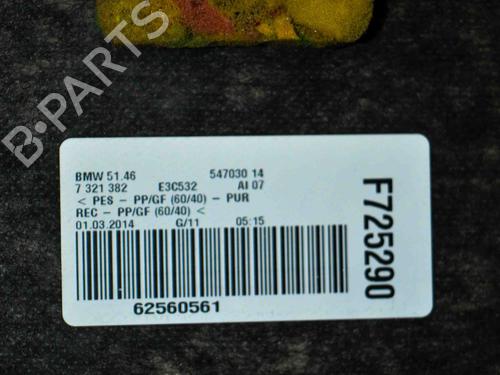 B-PARTS
BMW 51.46 547030 14
7 321 382 E3C532 AI 07
< PES - PP/GF (60/40) - PUR
REC - PP/GF (60/40) <
01.03.2014 G/11 05:15
62560561
F725290